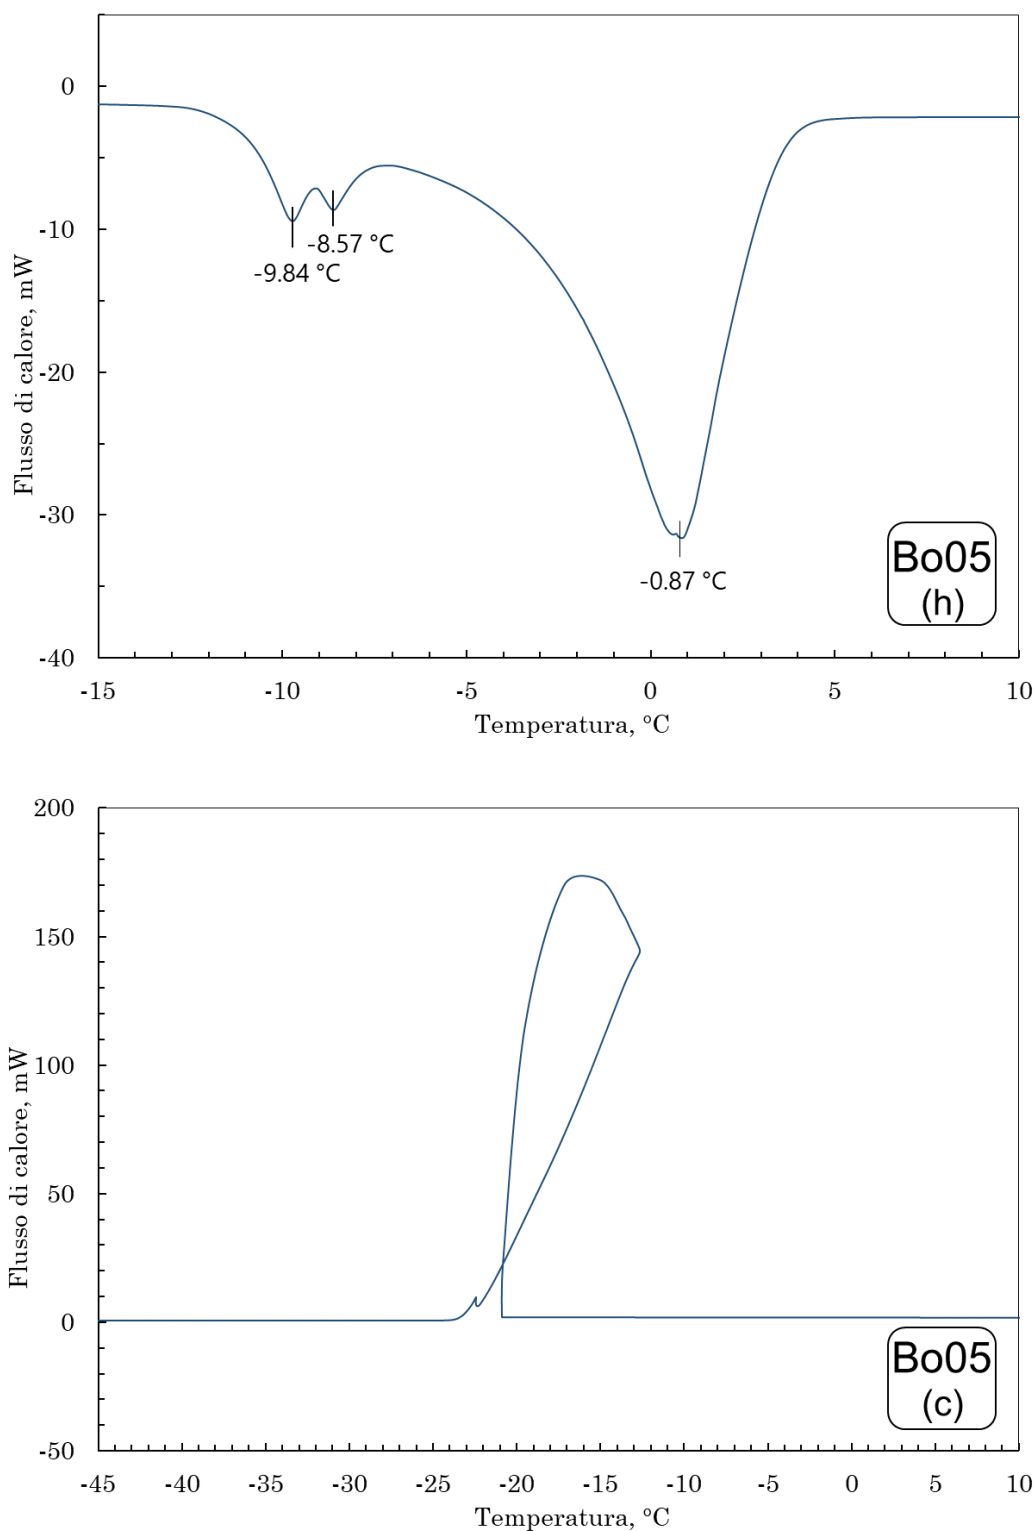 0
-10
-20
-30
-40
Flusso di calore, mW
-9.84 °C
-8.57 °C
-0.87 °C
Bo05
(h)
-15 -10 -5 0 5 10
Temperatura, °C
200
150
100
50
0
-50
Flusso di calore, mW
Bo05
(c)
-45 -40 -35 -30 -25 -20 -15 -10 -5 0 5 10
Temperatura, °C